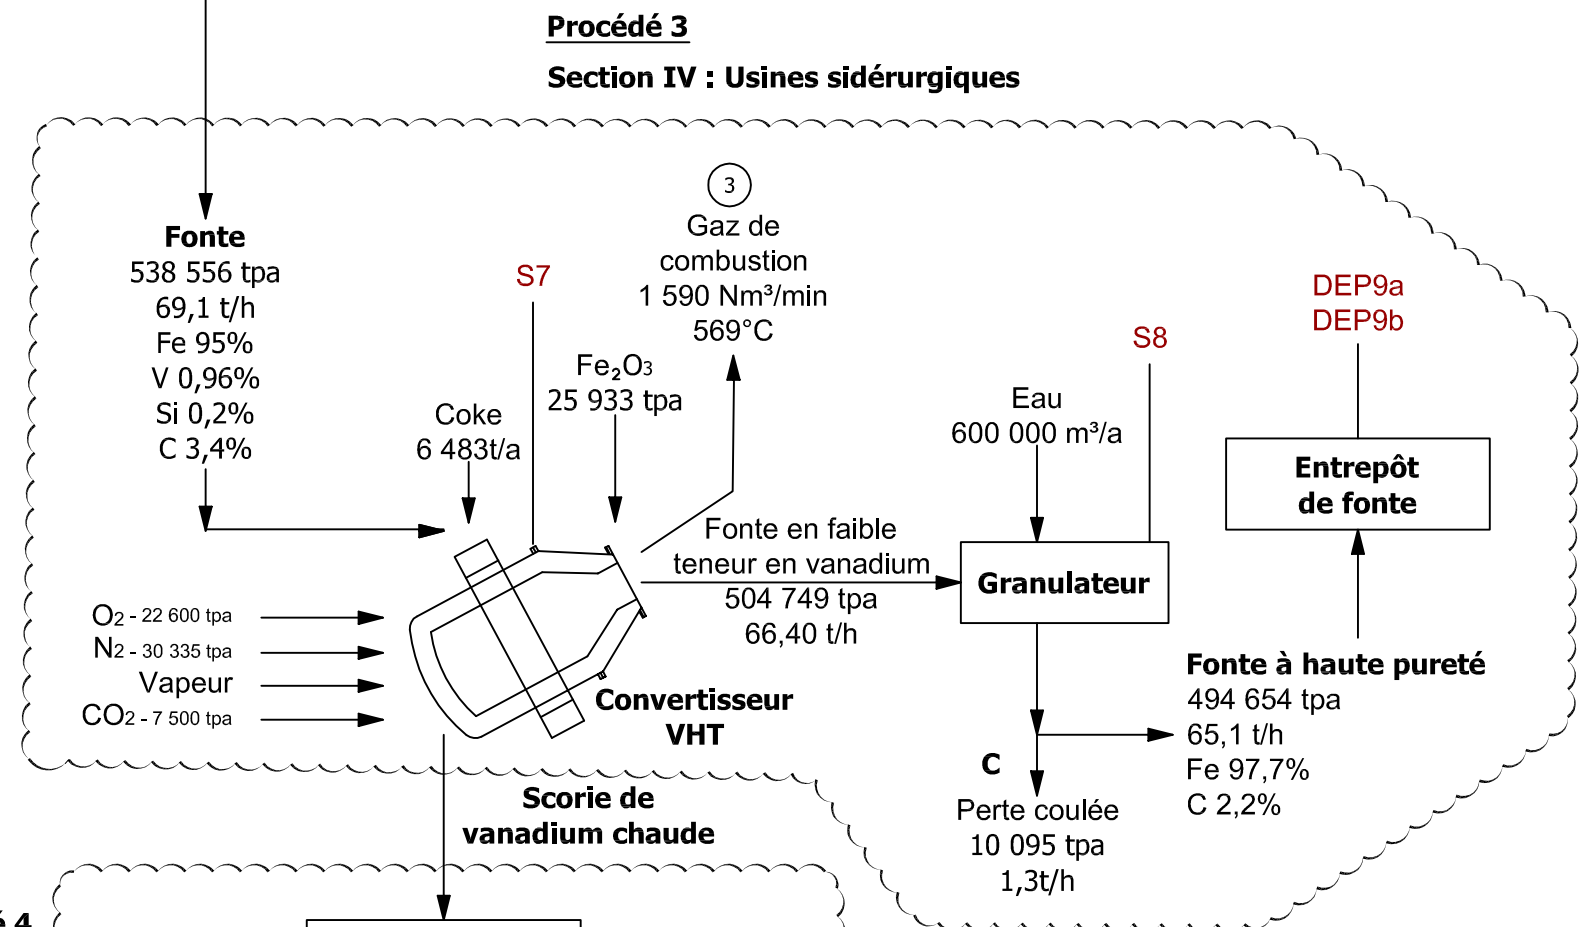 Procédé 3
Section IV : Usines sidérurgiques
3
Gaz de
combustion
1 590 Nm³/min
569°C
Fonte
538 556 tpa
69,1 t/h
Fe 95%
V 0,96%
Si 0,2%
C 3,4%
S7
Fe₂O₃
25 933 tpa
Coke
6 483t/a
DEP9a
DEP9b
S8
Eau
600 000 m³/a
Entrepôt
de fonte
Fonte en faible
teneur en vanadium
504 749 tpa
66,40 t/h
Granulateur
O₂ - 22 600 tpa
N₂ - 30 335 tpa
Vapeur
CO₂ - 7 500 tpa
Convertisseur
VHT
Fonte à haute pureté
494 654 tpa
65,1 t/h
Fe 97,7%
C 2,2%
C
Perte coulée
10 095 tpa
1,3t/h
Scorie de
vanadium chaude
é 4